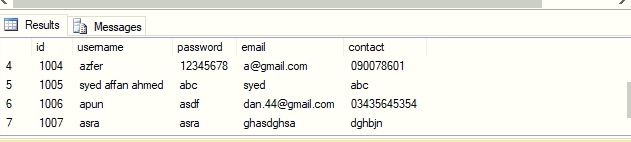 Results Messages
id username password email contact
4 1004 azfer 12345678 a@gmail.com 090078601
5 1005 syed affan ahmed abc syed abc
6 1006 apun asdf dan.44@gmail.com 03435645354
7 1007 asra asra ghasdghsa dghbjn